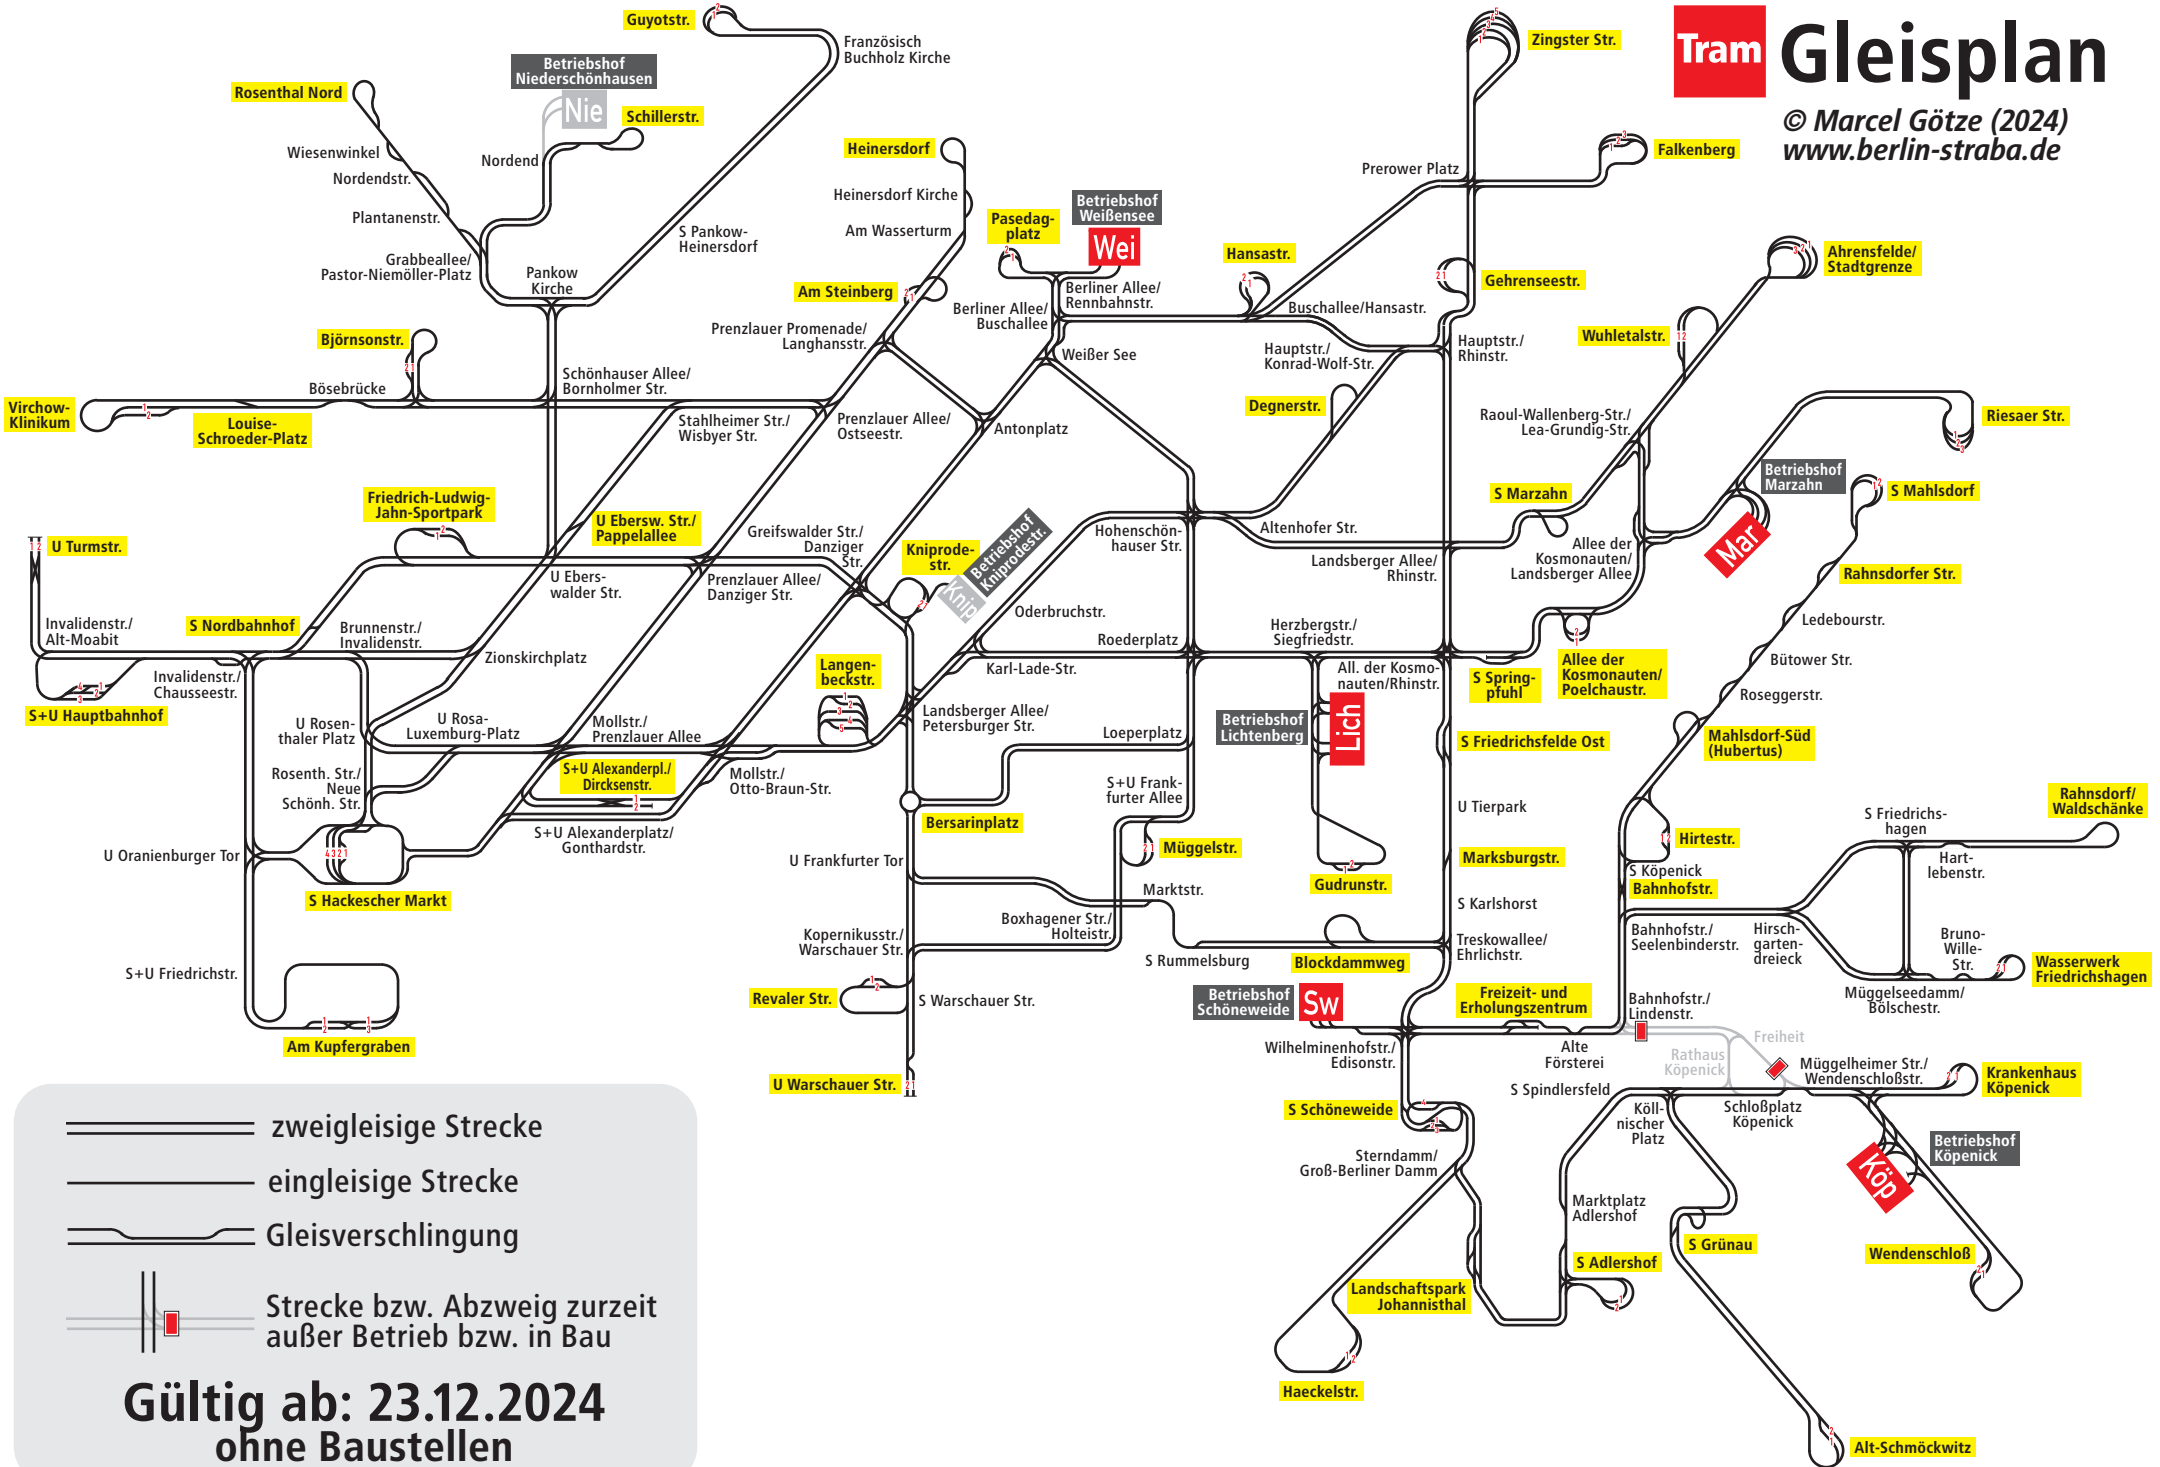 Tram
Gleisplan
© Marcel Götze (2024)
www.berlin-straba.de
Guyotstr.
Französisch
Buchholz Kirche
Betriebshof
Niederschönhausen
Nie
Rosenthal Nord
Schillerstr.
Wiesenwinkel
Nordend
Nordendstr.
Plantanenstr.
Grabbeallee/
Pastor-Niemöller-Platz
Pankow
Kirche
S Pankow-
Heinersdorf
Heinersdorf
Heinersdorf Kirche
Am Wasserturm
Am Steinberg
Prenzlauer Promenade/
Langhansstr.
Pasedag-
platz
Betriebshof
Weißensee
Wei
Berliner Allee/
Rennbahnstr.
Berliner Allee/
Buschallee
Weißer See
Hansastr.
Buschallee/Hansastr.
Zingster Str.
Prerower Platz
Falkenberg
Gehrenseestr.
Hauptstr./
Rhinstr.
Hauptstr./
Konrad-Wolf-Str.
Degnerstr.
Ahrensfelde/
Stadtgrenze
Wuhletalstr.
Raoul-Wallenberg-Str./
Lea-Grundig-Str.
Riesaer Str.
Betriebshof
Marzahn
Mar
S Mahlsdorf
S Marzahn
Björnsonstr.
Bösebrücke
Schönhauser Allee/
Bornholmer Str.
Virchow-
Klinikum
Louise-
Schroeder-Platz
Stahlheimer Str./
Wisbyer Str.
Prenzlauer Allee/
Ostseestr.
Antonplatz
Friedrich-Ludwig-
Jahn-Sportpark
U Ebersw. Str./
Pappelallee
Greifswalder Str./
Danziger
Str.
Kniprode-
str.
Betriebshof
Kniprodestr.
Knip
Hohenschön-
hauser Str.
Altenhofer Str.
Landsberger Allee/
Rhinstr.
Allee der
Kosmonauten/
Landsberger Allee
Rahnsdorfer Str.
U Turmstr.
U Ebers-
walder Str.
Prenzlauer Allee/
Danziger Str.
Invalidenstr./
Alt-Moabit
S Nordbahnhof
Brunnenstr./
Invalidenstr.
Zionskirchplatz
Oderbruchstr.
Roederplatz
Herzbergstr./
Siegfriedstr.
Ledebourstr.
Bütower Str.
Roseggerstr.
Invalidenstr./
Chausseestr.
S+U Hauptbahnhof
Langen-
beckstr.
Karl-Lade-Str.
All. der Kosmo-
nauten/Rhinstr.
S Spring-
pfuhl
Allee der
Kosmonauten/
Poelchaustr.
U Rosen-
thaler Platz
U Rosa-
Luxemburg-Platz
Mollstr./
Prenzlauer Allee
Landsberger Allee/
Petersburger Str.
Loeperplatz
Betriebshof
Lichtenberg
Lich
S Friedrichsfelde Ost
Mahlsdorf-Süd
(Hubertus)
Rosenth. Str./
Neue
Schönh. Str.
S+U Alexanderpl./
Dircksenstr.
Mollstr./
Otto-Braun-Str.
S+U Frank-
furter Allee
U Tierpark
Rahnsdorf/
Waldschänke
S+U Alexanderplatz/
Gonthardstr.
Bersarinplatz
S Friedrichs-
hagen
U Oranienburger Tor
U Frankfurter Tor
Müggelstr.
Marksburgstr.
Hirtestr.
Hart-
lebenstr.
S Hackescher Markt
Gudrunstr.
S Köpenick
Bahnhofstr.
Marktstr.
S Karlshorst
Boxhagener Str./
Holteistr.
Kopernikusstr./
Warschauer Str.
Treskowallee/
Ehrlichstr.
Bahnhofstr./
Seelenbinderstr.
Hirsch-
garten-
dreieck
Bruno-
Wille-
Str.
S+U Friedrichstr.
S Rummelsburg
Blockdammweg
Wasserwerk
Friedrichshagen
Revaler Str.
S Warschauer Str.
Betriebshof
Schöneweide
Sw
Freizeit- und
Erholungszentrum
Bahnhofstr./
Lindenstr.
Müggelseedamm/
Bölschestr.
Am Kupfergraben
Wilhelminenhofstr./
Edisonstr.
Alte
Försterei
Freiheit
Rathaus
Köpenick
Müggelheimer Str./
Wendenschloßstr.
Krankenhaus
Köpenick
U Warschauer Str.
S Schöneweide
S Spindlersfeld
Köll-
nischer
Platz
Schloßplatz
Köpenick
Betriebshof
Köpenick
Köp
Sterndamm/
Groß-Berliner Damm
Marktplatz
Adlershof
S Grünau
Wendenschloß
S Adlershof
Landschaftspark
Johannisthal
Haeckelstr.
Alt-Schmöckwitz
zweigleisige Strecke
eingleisige Strecke
Gleisverschlingung
Strecke bzw. Abzweig zurzeit
außer Betrieb bzw. in Bau
Gültig ab: 23.12.2024
ohne Baustellen